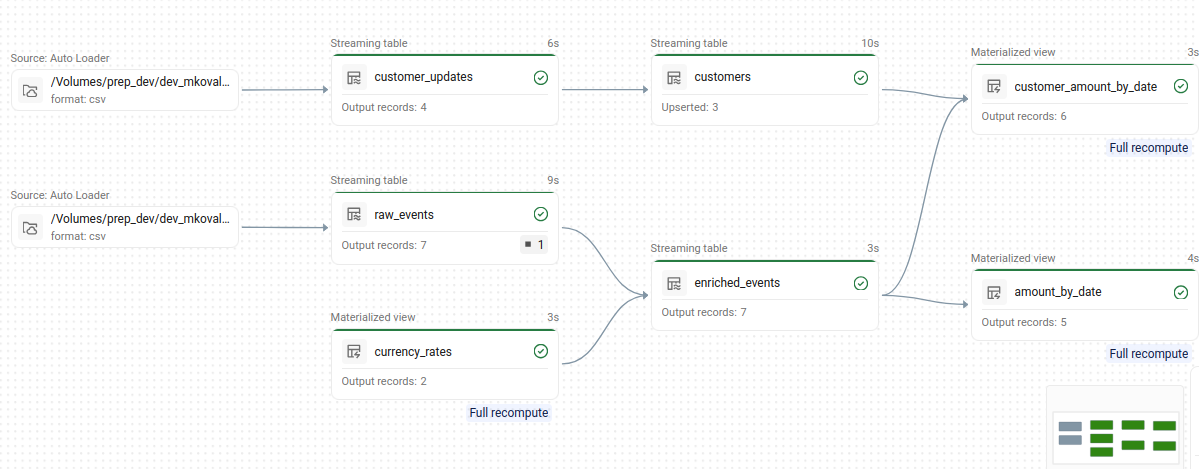 Source: Auto Loader
/Volumes/prep_dev/dev_mkoval...
format: csv
Streaming table 6s
customer_updates
Output records: 4
Streaming table 10s
customers
Upserted: 3
Materialized view 3s
customer_amount_by_date
Output records: 6
Full recompute
Source: Auto Loader
/Volumes/prep_dev/dev_mkoval...
format: csv
Streaming table 9s
raw_events
Output records: 7
1
Materialized view 3s
currency_rates
Output records: 2
Full recompute
Streaming table 3s
enriched_events
Output records: 7
Materialized view 4s
amount_by_date
Output records: 5
Full recompute